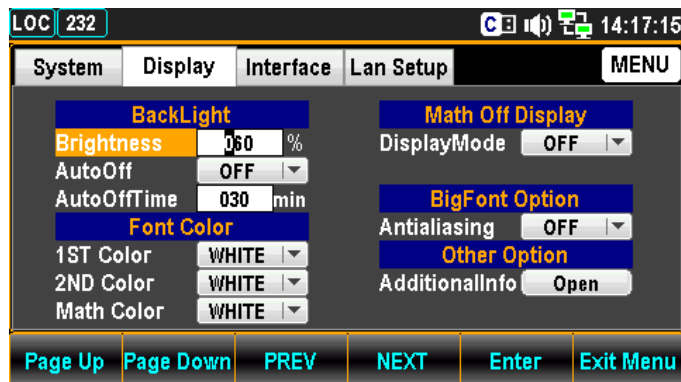 LOC 232 C 14:17:15
System Display Interface Lan Setup MENU
BackLight
Brightness 060 %
AutoOff OFF
AutoOffTime 030 min
Font Color
1ST Color WHITE
2ND Color WHITE
Math Color WHITE
Math Off Display
DisplayMode OFF
BigFont Option
Antialiasing OFF
Other Option
AdditionalInfo Open
Page Up Page Down PREV NEXT Enter Exit Menu